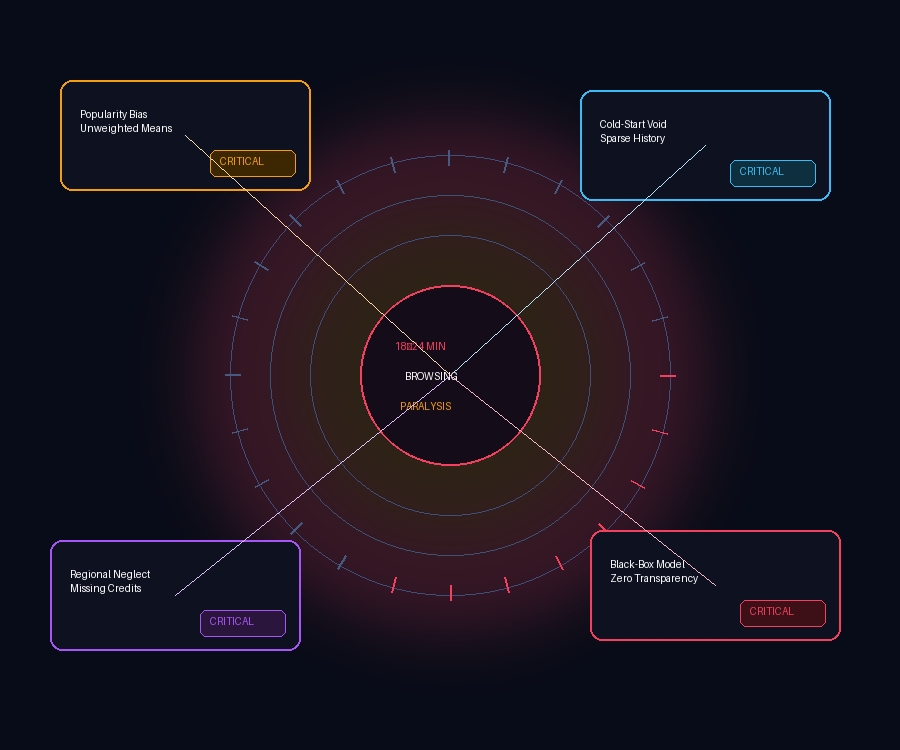 Popularity Bias
Unweighted Means
CRITICAL
Cold-Start Void
Sparse History
CRITICAL
18▯24 MIN
BROWSING
PARALYSIS
Regional Neglect
Missing Credits
CRITICAL
Black-Box Model
Zero Transparency
CRITICAL